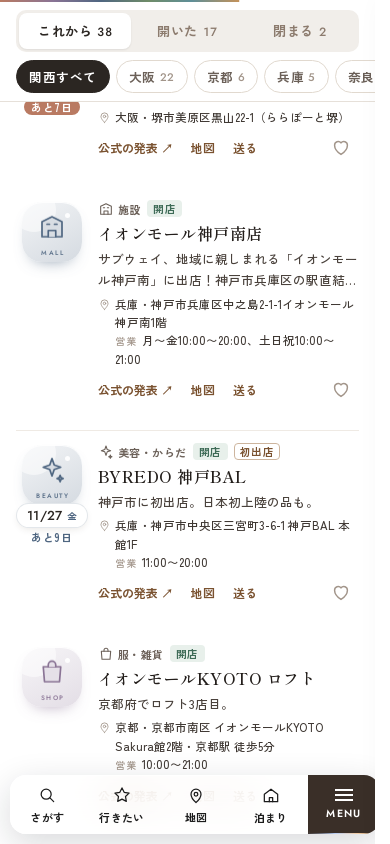 これから 38
開いた 17
閉まる 2
関西すべて
大阪 22
京都 6
兵庫 5
奈良
あと7日
大阪・堺市美原区黒山22-1（ららぽーと堺）
公式の発表 ↗ 地図 送る
MALL
施設 開店
イオンモール神戸南店
サブウェイ、地域に親しまれる「イオンモー
ル神戸南」に出店！神戸市兵庫区の駅直結…
兵庫・神戸市兵庫区中之島2-1-1イオンモール
神戸南1階
営業 月〜金10:00〜20:00、土日祝10:00〜
21:00
公式の発表 ↗ 地図 送る
BEAUTY
11/27 金
あと9日
美容・からだ 開店 初出店
BYREDO 神戸BAL
神戸市に初出店。日本初上陸の品も。
兵庫・神戸市中央区三宮町3-6-1 神戸BAL 本
館1F
営業 11:00〜20:00
公式の発表 ↗ 地図 送る
SHOP
服・雑貨 開店
イオンモールKYOTO ロフト
京都府でロフト3店目。
京都・京都市南区 イオンモールKYOTO
Sakura館2階・京都駅 徒歩5分
営業 10:00〜21:00
さがす
行きたい
地図
泊まり
MENU